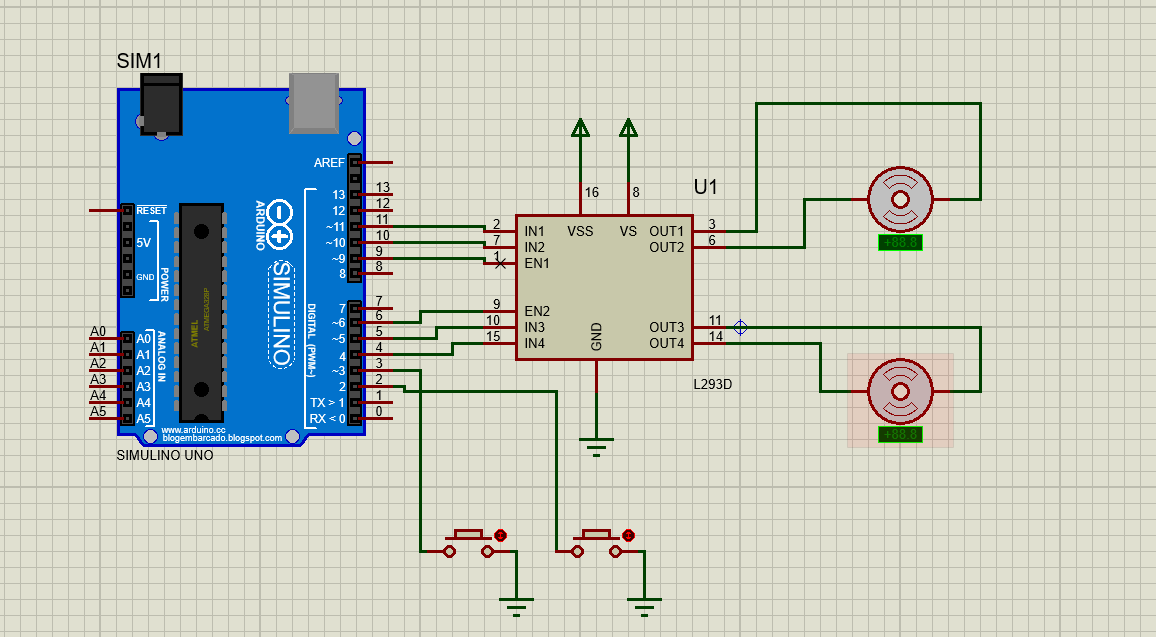 SIM1
AREF
13 13
12 12
~11 11
~10 10
~9 9
8 8
7 7
~6 6
~5 5
4 4
~3 3
2 2
TX > 1 1
RX < 0 0
RESET
5V
GND
POWER
A0 A0
A1 A1
A2 A2
A3 A3
A4 A4
A5 A5
ANALOG IN
ATMEL
ATMEGA328P
ARDUINO
SIMULINO
DIGITAL (PWM~)
www.arduino.cc
blogembarcado.blogspot.com
SIMULINO UNO
U1
16
8
VSS
VS
2 IN1
7 IN2
1 EN1
9 EN2
10 IN3
15 IN4
GND
OUT1 3
OUT2 6
OUT3 11
OUT4 14
L293D
+88.8
+88.8